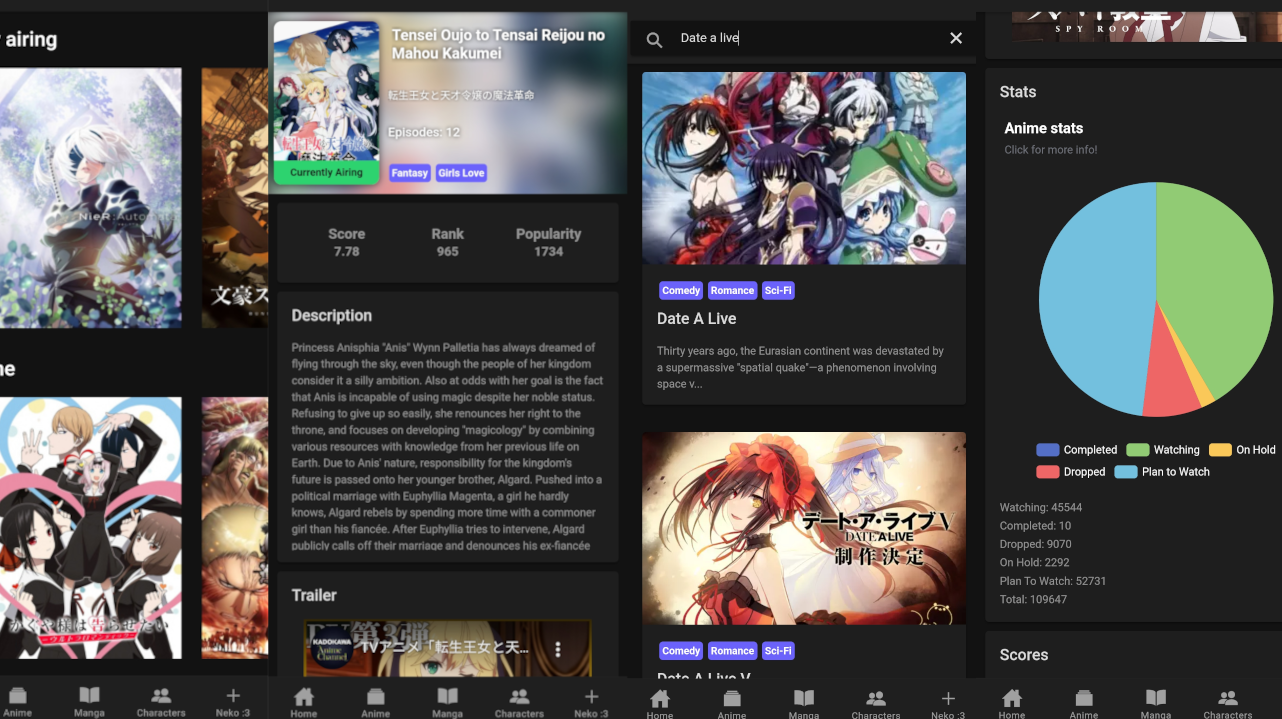 airing
NieR:Automat
文豪ス
ne
かぐや様は告らせたい
Anime
Manga
Characters
Neko :3
Tensei Oujo to Tensai Reijou no
Mahou Kakumei
転生王女と天才令嬢の魔法革命
Episodes: 12
Currently Airing
Fantasy
Girls Love
Score
Rank
Popularity
7.78
965
1734
Description
Princess Anisphia "Anis" Wynn Palletia has always dreamed of
flying through the sky, even though the people of her kingdom
consider it a silly ambition. Also at odds with her goal is the fact
that Anis is incapable of using magic despite her noble status.
Refusing to give up so easily, she renounces her right to the
throne, and focuses on developing "magicology" by combining
various resources with knowledge from her previous life on
Earth. Due to Anis' nature, responsibility for the kingdom's
future is passed onto her younger brother, Algard. Pushed into a
political marriage with Euphyllia Magenta, a girl he hardly
knows, Algard rebels by spending more time with a commoner
girl than his fiancée. After Euphyllia tries to intervene, Algard
publicly calls off their marriage and denounces his ex-fiancée
Trailer
KADOKAWA
Anime
Channel
第3弾
TVアニメ「転生王女と天...
Home
Anime
Manga
Characters
Neko :3
Date a live
Comedy
Romance
Sci-Fi
Date A Live
Thirty years ago, the Eurasian continent was devastated by
a supermassive "spatial quake"—a phenomenon involving
space v...
デート・ア・ライブV
DATE A LIVE
制作決定
Comedy
Romance
Sci-Fi
Date A Live V
Home
Anime
Manga
Characters
Neko :3
SPY ROOM
Stats
Anime stats
Click for more info!
Completed
Watching
On Hold
Dropped
Plan to Watch
Watching: 45544
Completed: 10
Dropped: 9070
On Hold: 2292
Plan To Watch: 52731
Total: 109647
Scores
Home
Anime
Manga
Characters